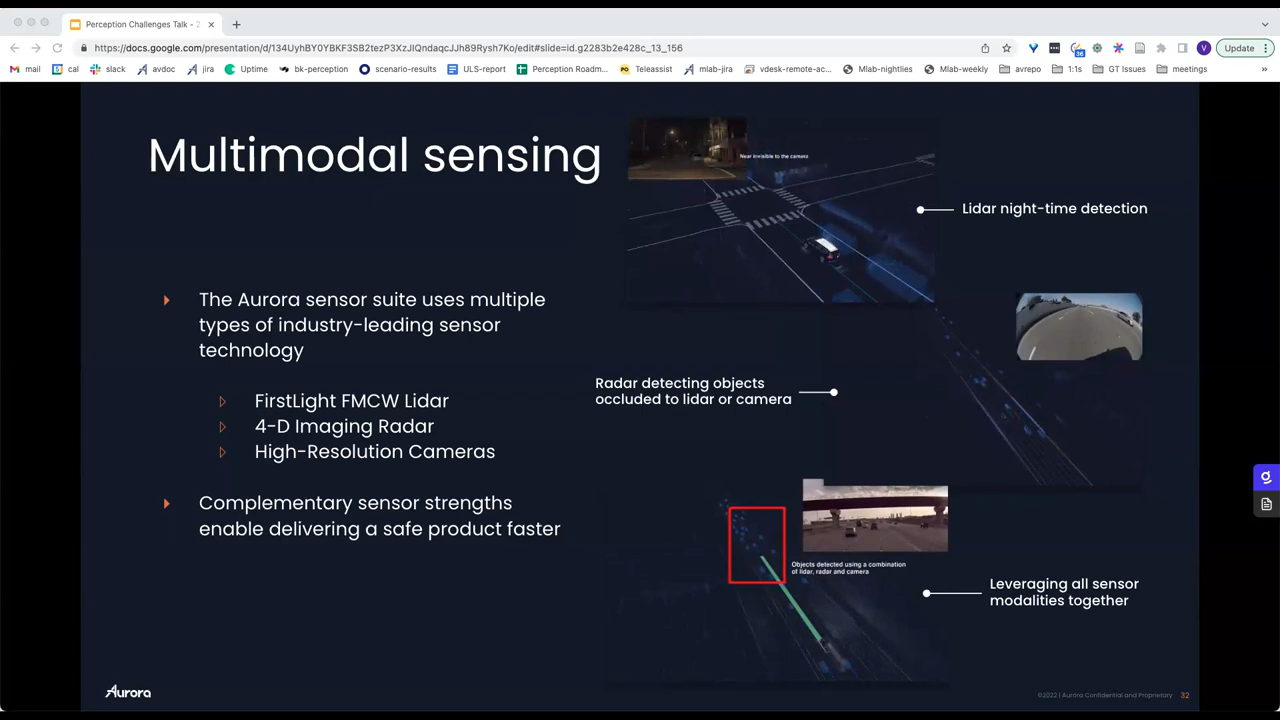 Perception Challenges Talk - 2
https://docs.google.com/presentation/d/134UyhBY0YBKF3SB2tezP3XzJIQndaqcJJh89Rysh7Ko/edit#slide=id.g2283b2e428c_13_156
36
V
Update
mail
cal
slack
avdoc
jira
Uptime
bk-perception
scenario-results
ULS-report
Perception Roadm...
Teleassist
mlab-jira
vdesk-remote-ac...
Mlab-nightlies
Mlab-weekly
avrepo
1:1s
GT Issues
meetings
Multimodal sensing
Near invisible to the camera
Lidar night-time detection
The Aurora sensor suite uses multiple
types of industry-leading sensor
technology
FirstLight FMCW Lidar
4-D Imaging Radar
High-Resolution Cameras
Complementary sensor strengths
enable delivering a safe product faster
Radar detecting objects
occluded to lidar or camera
Objects detected using a combination
of lidar, radar and camera
Leveraging all sensor
modalities together
Aurora
©2022 | Aurora Confidential and Proprietary
32